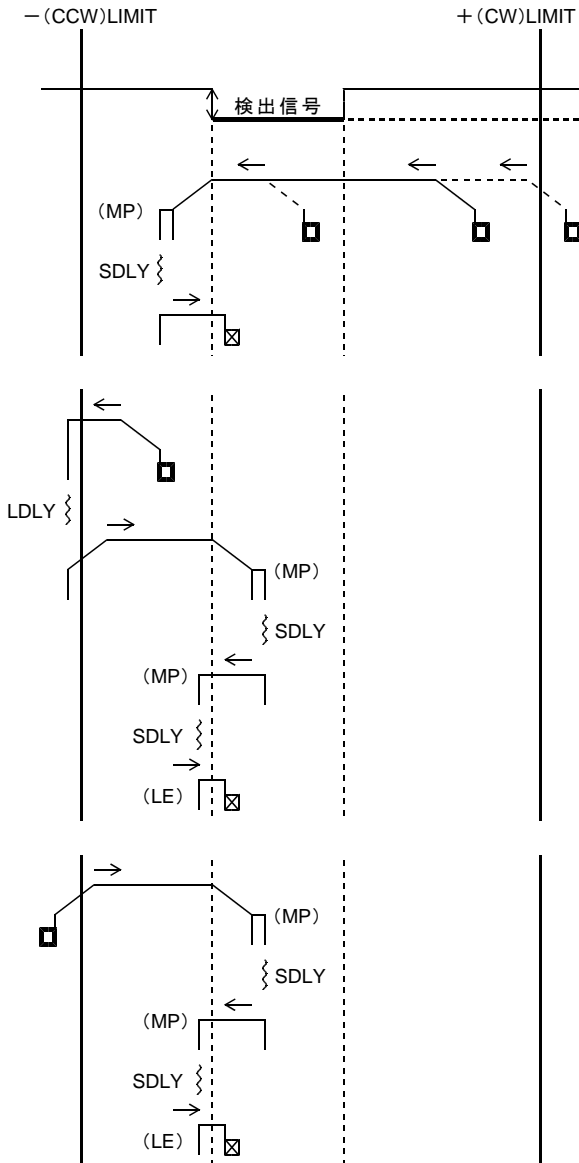 －(CCW)LIMIT
＋(CW)LIMIT
検出信号
(MP)
SDLY
LDLY
(MP)
SDLY
(MP)
SDLY
(LE)
(MP)
SDLY
(MP)
SDLY
(LE)